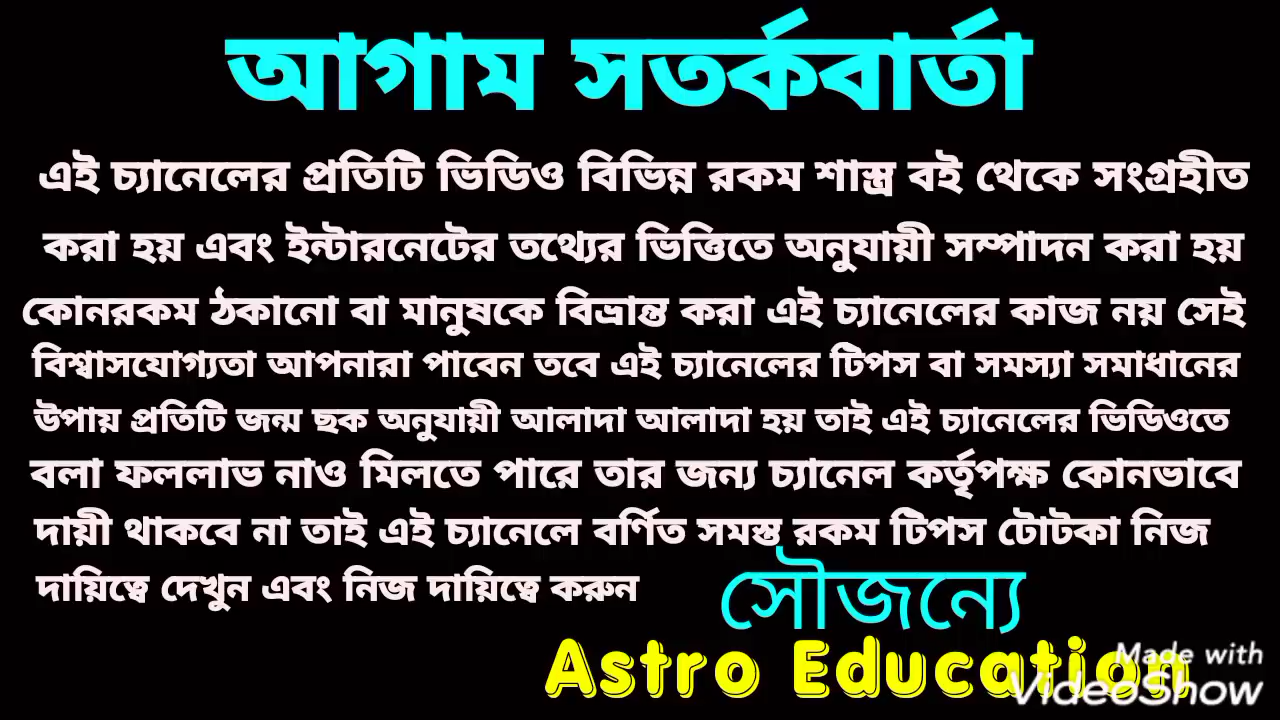 আগাম সতর্কবার্তা
এই চ্যানেলের প্রতিটি ভিডিও বিভিন্ন রকম শাস্ত্র বই থেকে সংগ্রহীত
করা হয় এবং ইন্টারনেটের তথ্যের ভিত্তিতে অনুযায়ী সম্পাদন করা হয়
কোনরকম ঠকানো বা মানুষকে বিভ্রান্ত করা এই চ্যানেলের কাজ নয় সেই
বিশ্বাসযোগ্যতা আপনারা পাবেন তবে এই চ্যানেলের টিপস বা সমস্যা সমাধানের
উপায় প্রতিটি জন্ম ছক অনুযায়ী আলাদা আলাদা হয় তাই এই চ্যানেলের ভিডিওতে
বলা ফললাভ নাও মিলতে পারে তার জন্য চ্যানেল কর্তৃপক্ষ কোনভাবে
দায়ী থাকবে না তাই এই চ্যানেলে বর্ণিত সমস্ত রকম টিপস টোটকা নিজ
দায়িত্বে দেখুন এবং নিজ দায়িত্বে করুন
সৌজন্যে
Astro Education
Made with
VideoShow